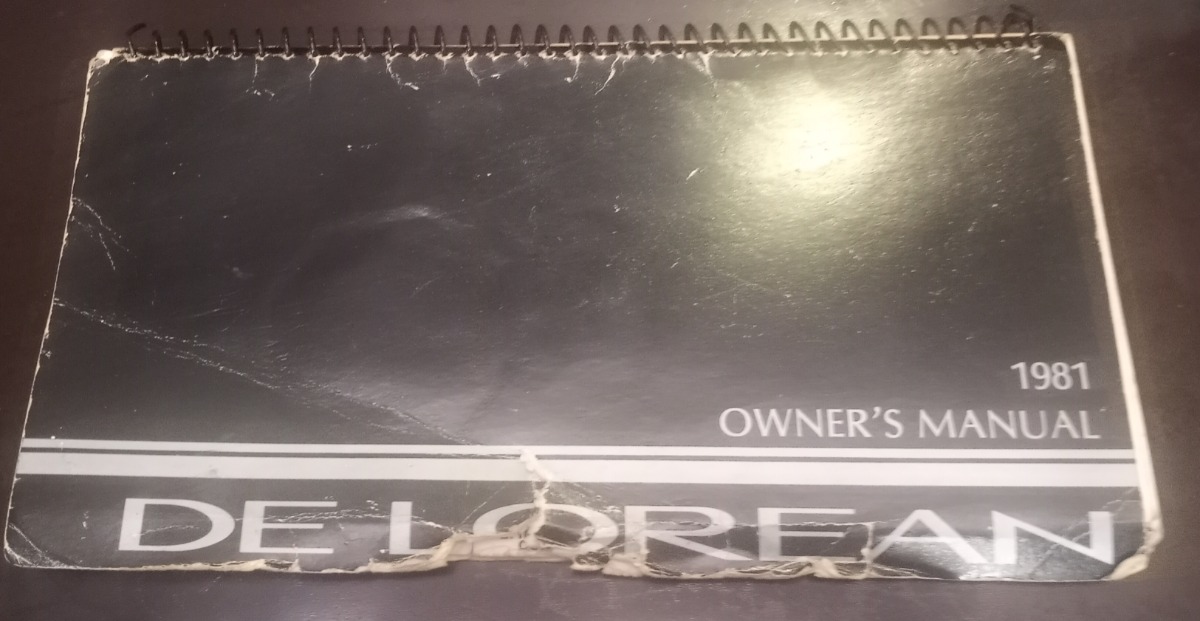 1981
OWNER'S MANUAL
DE LOREAN